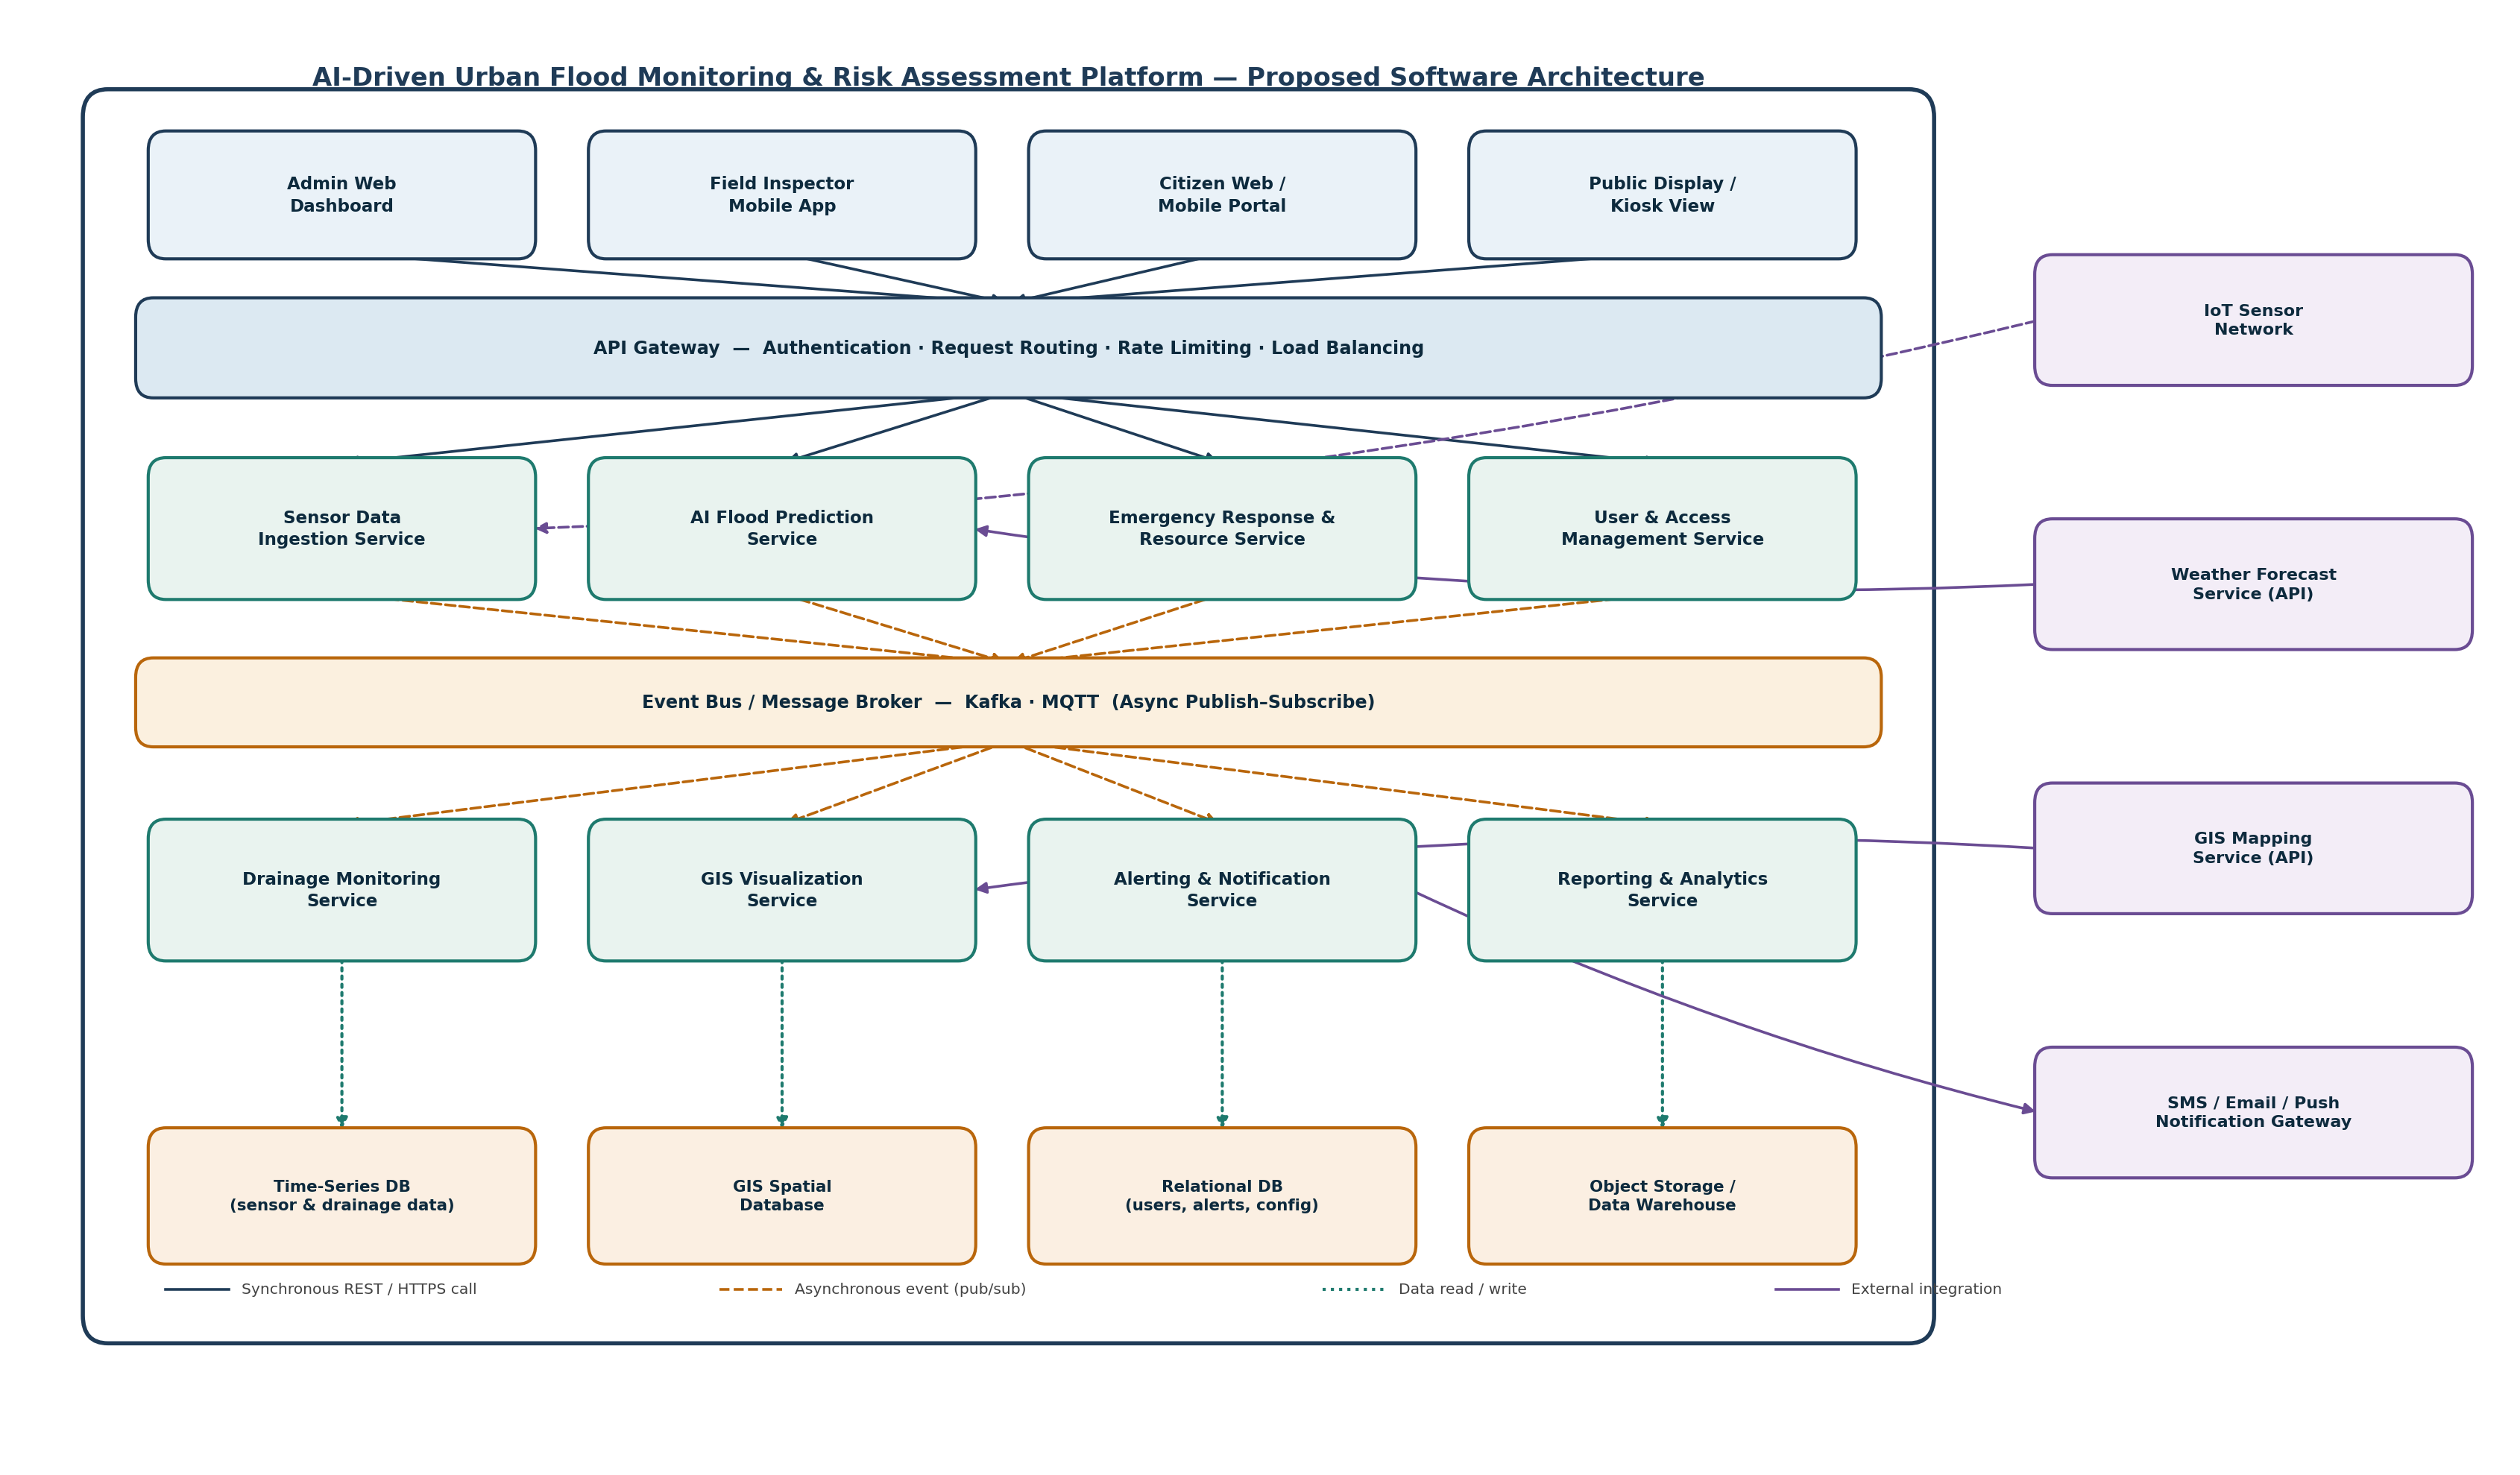 AI-Driven Urban Flood Monitoring & Risk Assessment Platform — Proposed Software Architecture
Admin Web
Dashboard
Field Inspector
Mobile App
Citizen Web /
Mobile Portal
Public Display /
Kiosk View
API Gateway — Authentication · Request Routing · Rate Limiting · Load Balancing
IoT Sensor
Network
Sensor Data
Ingestion Service
AI Flood Prediction
Service
Emergency Response &
Resource Service
User & Access
Management Service
Weather Forecast
Service (API)
Event Bus / Message Broker — Kafka · MQTT (Async Publish–Subscribe)
Drainage Monitoring
Service
GIS Visualization
Service
Alerting & Notification
Service
Reporting & Analytics
Service
GIS Mapping
Service (API)
SMS / Email / Push
Notification Gateway
Time-Series DB
(sensor & drainage data)
GIS Spatial
Database
Relational DB
(users, alerts, config)
Object Storage /
Data Warehouse
Synchronous REST / HTTPS call
Asynchronous event (pub/sub)
Data read / write
External integration